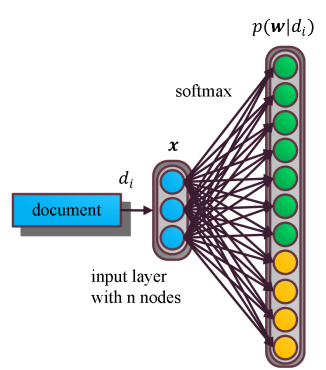 p(w|d_i)
softmax
x
d_i
document
input layer
with n nodes